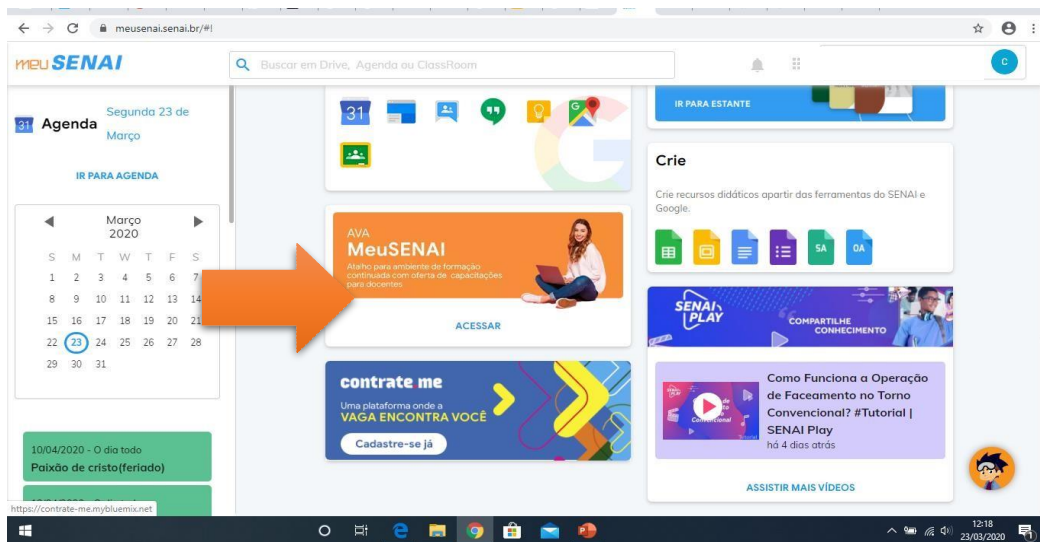 meusenai.senai.br/#!
meu SENAI
Buscar em Drive, Agenda ou ClassRoom
C
31
Agenda
Segunda 23 de
Março
IR PARA AGENDA
Março
2020
S M T W T F S
1 2 3 4 5 6 7
8 9 10 11 12 13 14
15 16 17 18 19 20 21
22 23 24 25 26 27 28
29 30 31
10/04/2020 - O dia todo
Paixão de cristo(feriado)
https://contrate-me.mybluemix.net
31
G
AVA
MeuSENAI
Atalho para ambiente de formação
continuada com oferta de capacitações
para docentes
ACESSAR
contrate.me
Uma plataforma onde a
VAGA ENCONTRA VOCÊ
Cadastre-se já
IR PARA ESTANTE
Crie
Crie recursos didáticos apartir das ferramentas do SENAI e
Google.
SA
OA
SENAI
PLAY
COMPARTILHE
CONHECIMENTO
Como Funciona a Operação
de Faceamento no Torno
Convencional? #Tutorial |
SENAI Play
há 4 dias atrás
ASSISTIR MAIS VÍDEOS
12:18
23/03/2020